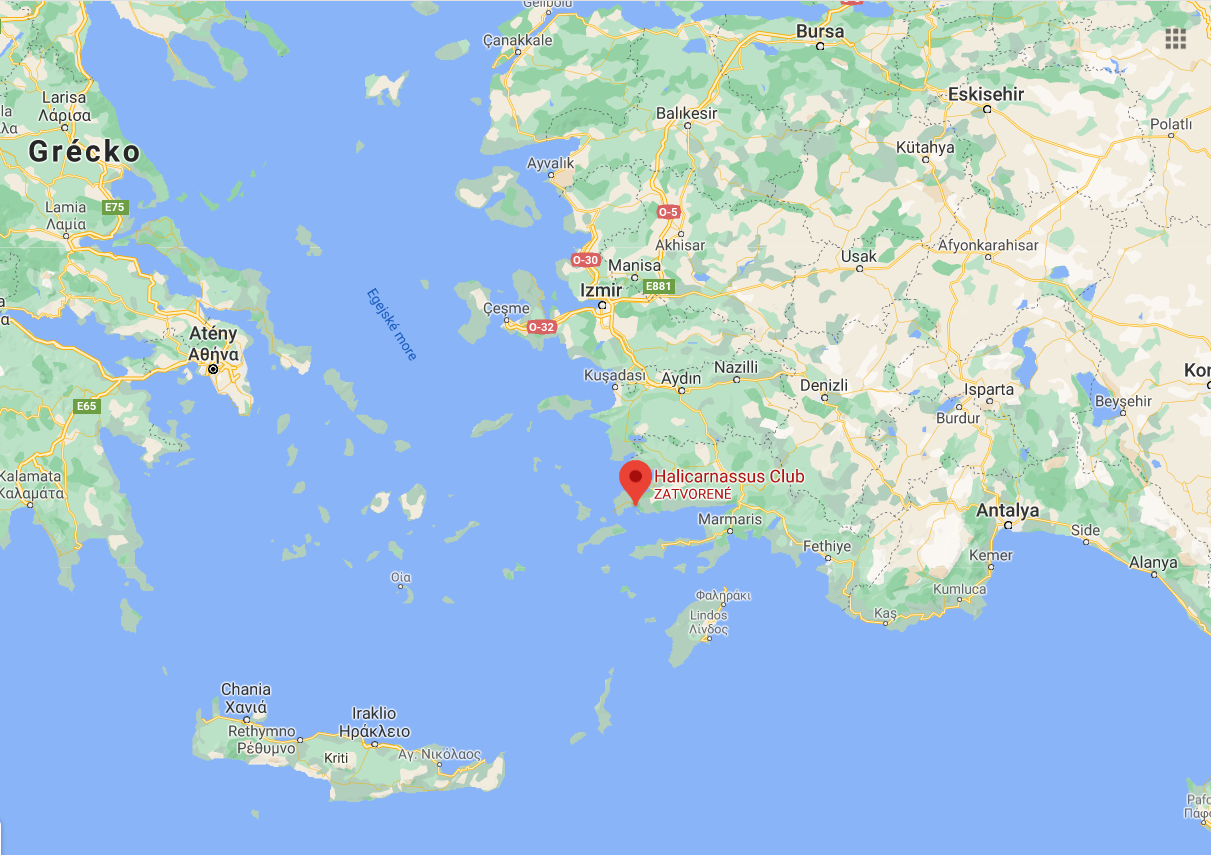 Gelibolu
Çanakkale
Bursa
Eskisehir
Larisa
Λάρισα
Balıkesir
Polatlı
Grécko
Kütahya
Ayvalık
E75
Lamia
Λαμία
O-5
Akhisar
Afyonkarahisar
Usak
O-30
Manisa
E881
Izmir
Çeşme
O-32
Egejské more
Atény
Αθήνα
Kuşadası
Aydın
Nazilli
Denizli
Isparta
Burdur
Beyşehir
E65
Kalamata
Καλαμάτα
Halicarnassus Club
ZATVORENÉ
Marmaris
Antalya
Side
Fethiye
Kemer
Alanya
Oia
Kumluca
Φαληράκι
Lindos
Λίνδος
Kaş
Chania
Χανιά
Iraklio
Ηράκλειο
Rethymno
Ρέθυμνο
Kriti
Αγ. Νικόλαος